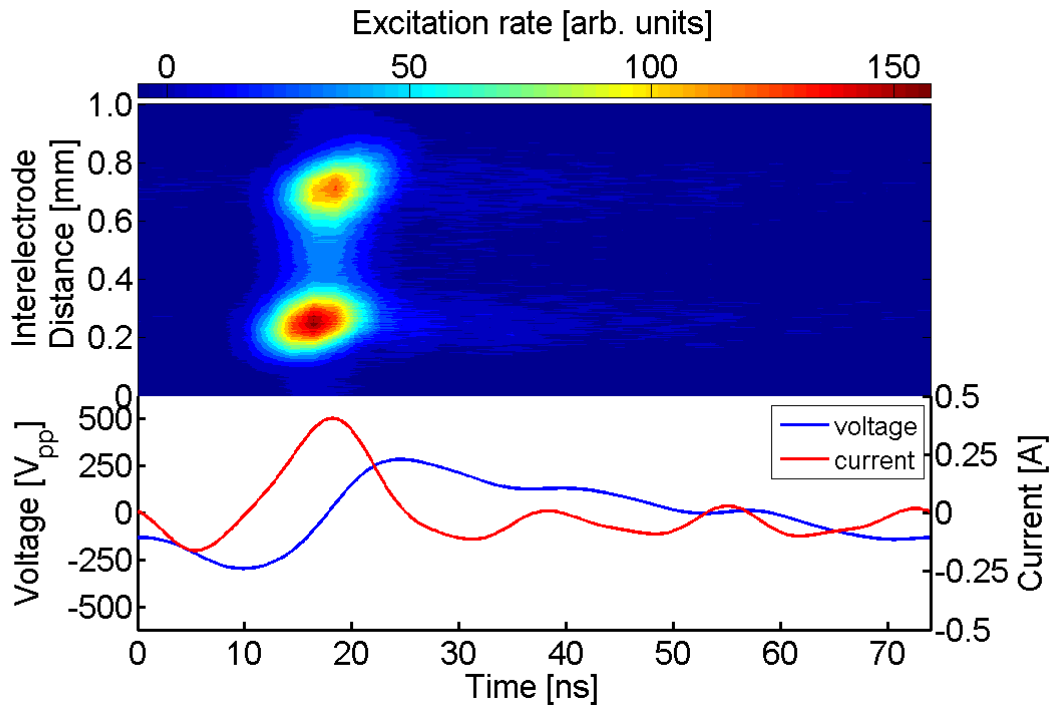 Excitation rate [arb. units]
0 50 100 150
Interelectrode
Distance [mm]
1.0
0.8
0.6
0.4
0.2
0
Voltage [Vpp]
500
250
0
-250
-500
voltage
current
0.5
0.25
0
-0.25
-0.5
Current [A]
0 10 20 30 40 50 60 70
Time [ns]